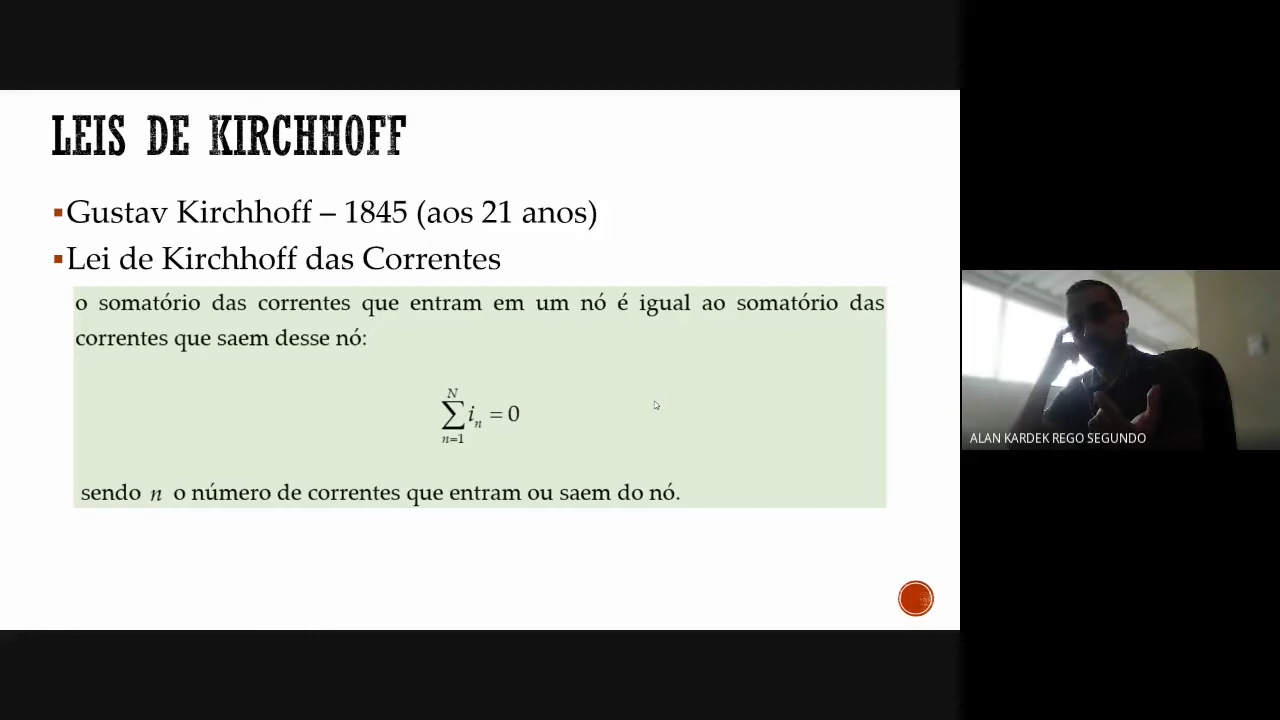 LEIS DE KIRCHHOFF
▪Gustav Kirchhoff – 1845 (aos 21 anos)
▪Lei de Kirchhoff das Correntes
o somatório das correntes que entram em um nó é igual ao somatório das
correntes que saem desse nó:
N
∑ iₙ = 0
n=1
sendo n o número de correntes que entram ou saem do nó.
ALAN KARDEK REGO SEGUNDO